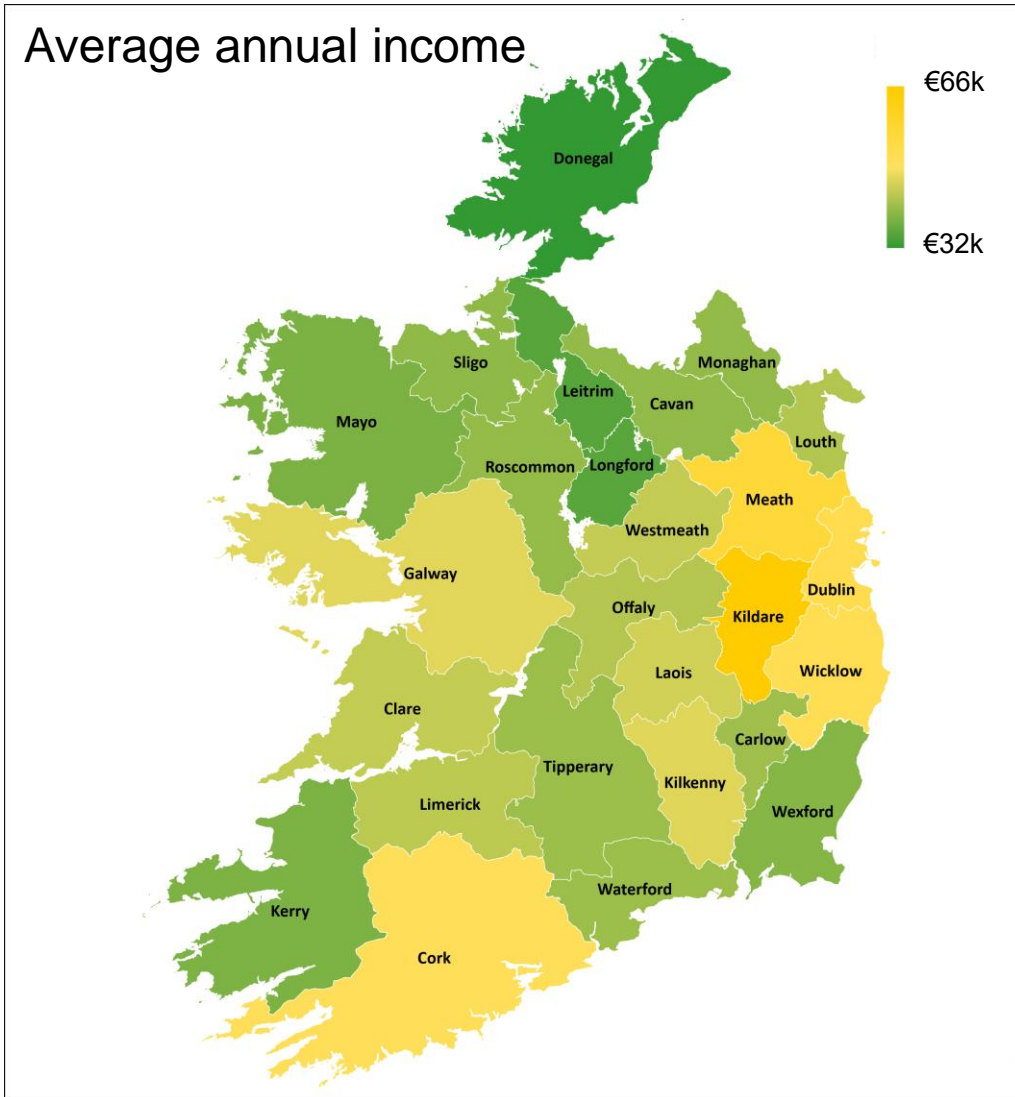 Average annual income
€66k
€32k
Donegal
Monaghan
Sligo
Leitrim
Cavan
Mayo
Louth
Roscommon
Longford
Meath
Westmeath
Galway
Dublin
Offaly
Kildare
Laois
Wicklow
Clare
Carlow
Tipperary
Kilkenny
Limerick
Wexford
Waterford
Kerry
Cork